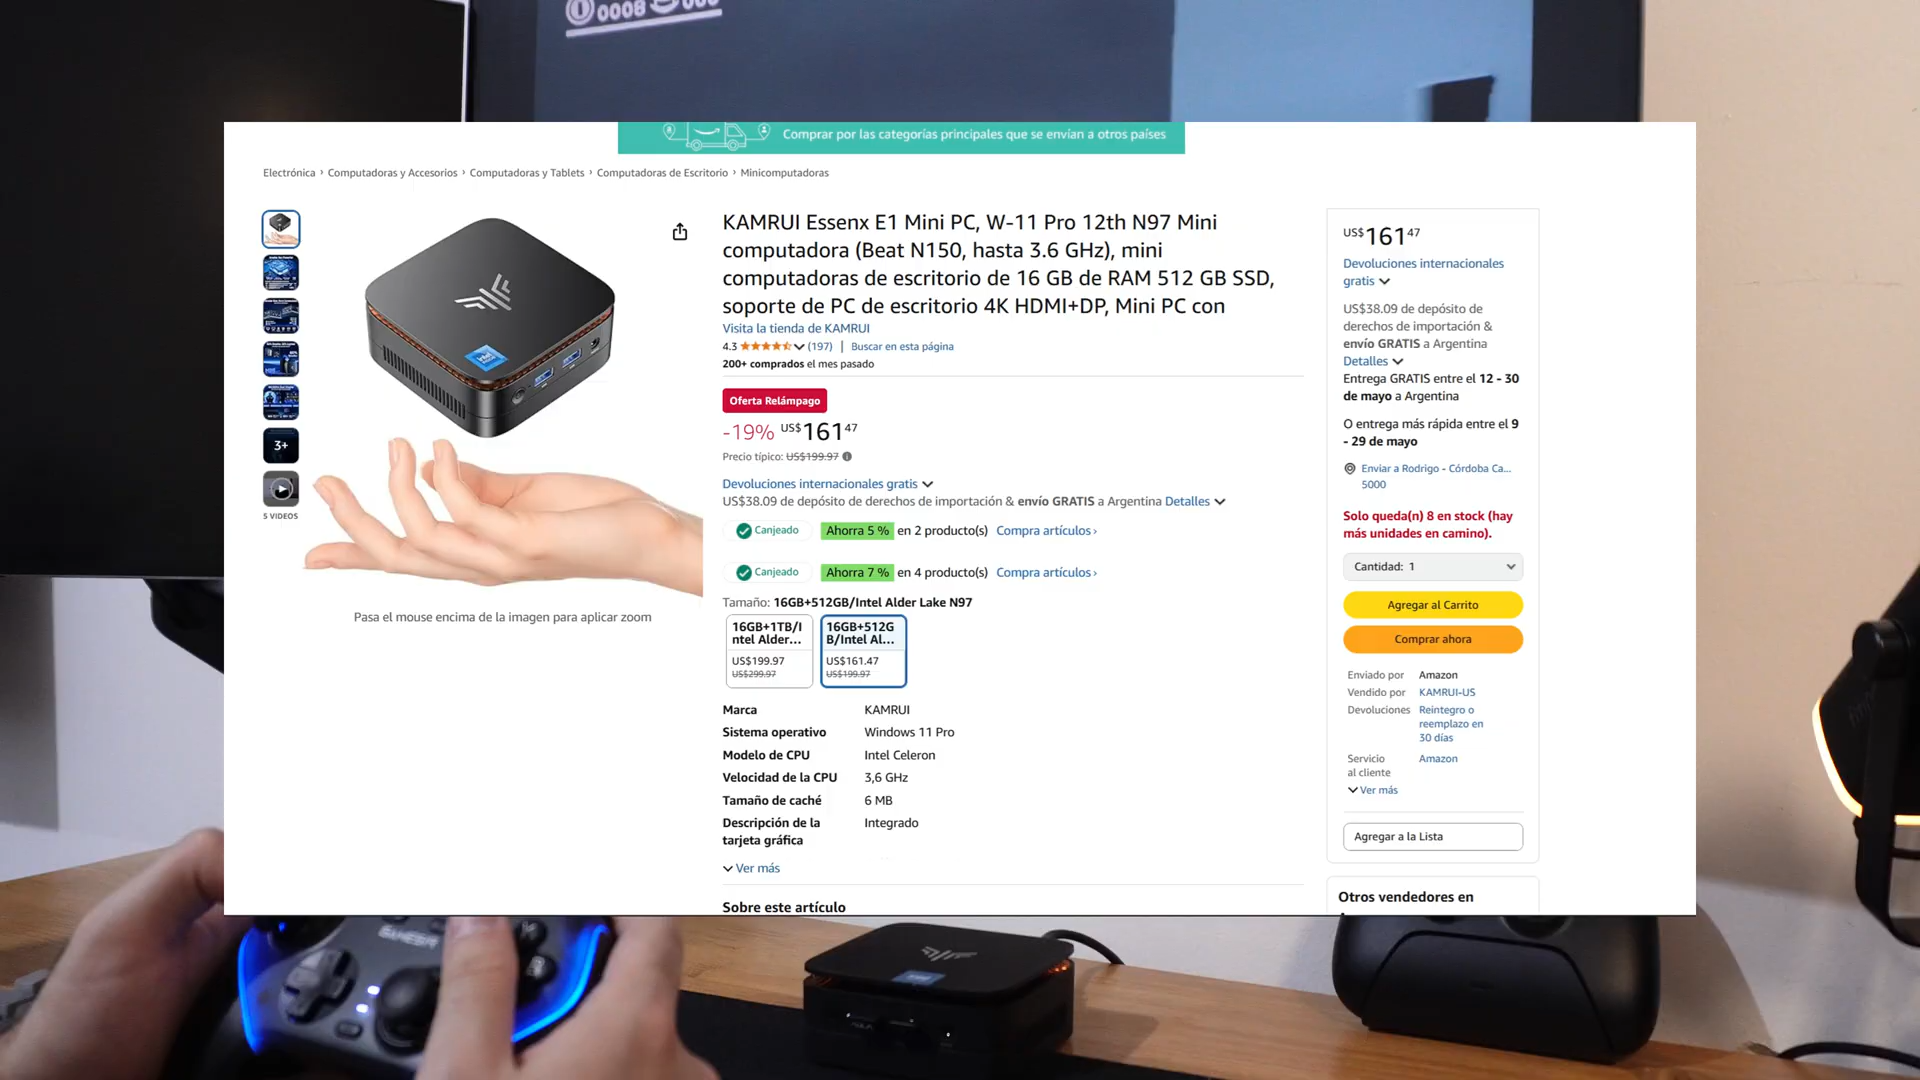 0008
Comprar por las categorías principales que se envían a otros países
Electrónica › Computadoras y Accesorios › Computadoras y Tablets › Computadoras de Escritorio › Minicomputadoras
KAMRUI Essenx E1 Mini PC, W-11 Pro 12th N97 Mini
computadora (Beat N150, hasta 3.6 GHz), mini
computadoras de escritorio de 16 GB de RAM 512 GB SSD,
soporte de PC de escritorio 4K HDMI+DP, Mini PC con
Visita la tienda de KAMRUI
4.3 (197) | Buscar en esta página
200+ comprados el mes pasado
Oferta Relámpago
-19% US$161 47
Precio típico: US$199.97
Devoluciones internacionales gratis
US$38.09 de depósito de derechos de importación & envío GRATIS a Argentina Detalles
Canjeado Ahorra 5 % en 2 producto(s) Compra artículos ›
Canjeado Ahorra 7 % en 4 producto(s) Compra artículos ›
Tamaño: 16GB+512GB/Intel Alder Lake N97
16GB+1TB/I
ntel Alder...
US$199.97
US$299.97
16GB+512G
B/Intel Al...
US$161.47
US$199.97
Marca KAMRUI
Sistema operativo Windows 11 Pro
Modelo de CPU Intel Celeron
Velocidad de la CPU 3,6 GHz
Tamaño de caché 6 MB
Descripción de la Integrado
tarjeta gráfica
Ver más
Sobre este artículo
3+
5 VIDEOS
Pasa el mouse encima de la imagen para aplicar zoom
US$161 47
Devoluciones internacionales
gratis
US$38.09 de depósito de
derechos de importación &
envío GRATIS a Argentina
Detalles
Entrega GRATIS entre el 12 - 30
de mayo a Argentina
O entrega más rápida entre el 9
- 29 de mayo
Enviar a Rodrigo - Córdoba Ca...
5000
Solo queda(n) 8 en stock (hay
más unidades en camino).
Cantidad: 1
Agregar al Carrito
Comprar ahora
Enviado por Amazon
Vendido por KAMRUI-US
Devoluciones Reintegro o
reemplazo en
30 días
Servicio Amazon
al cliente
Ver más
Agregar a la Lista
Otros vendedores en
GAMESIR